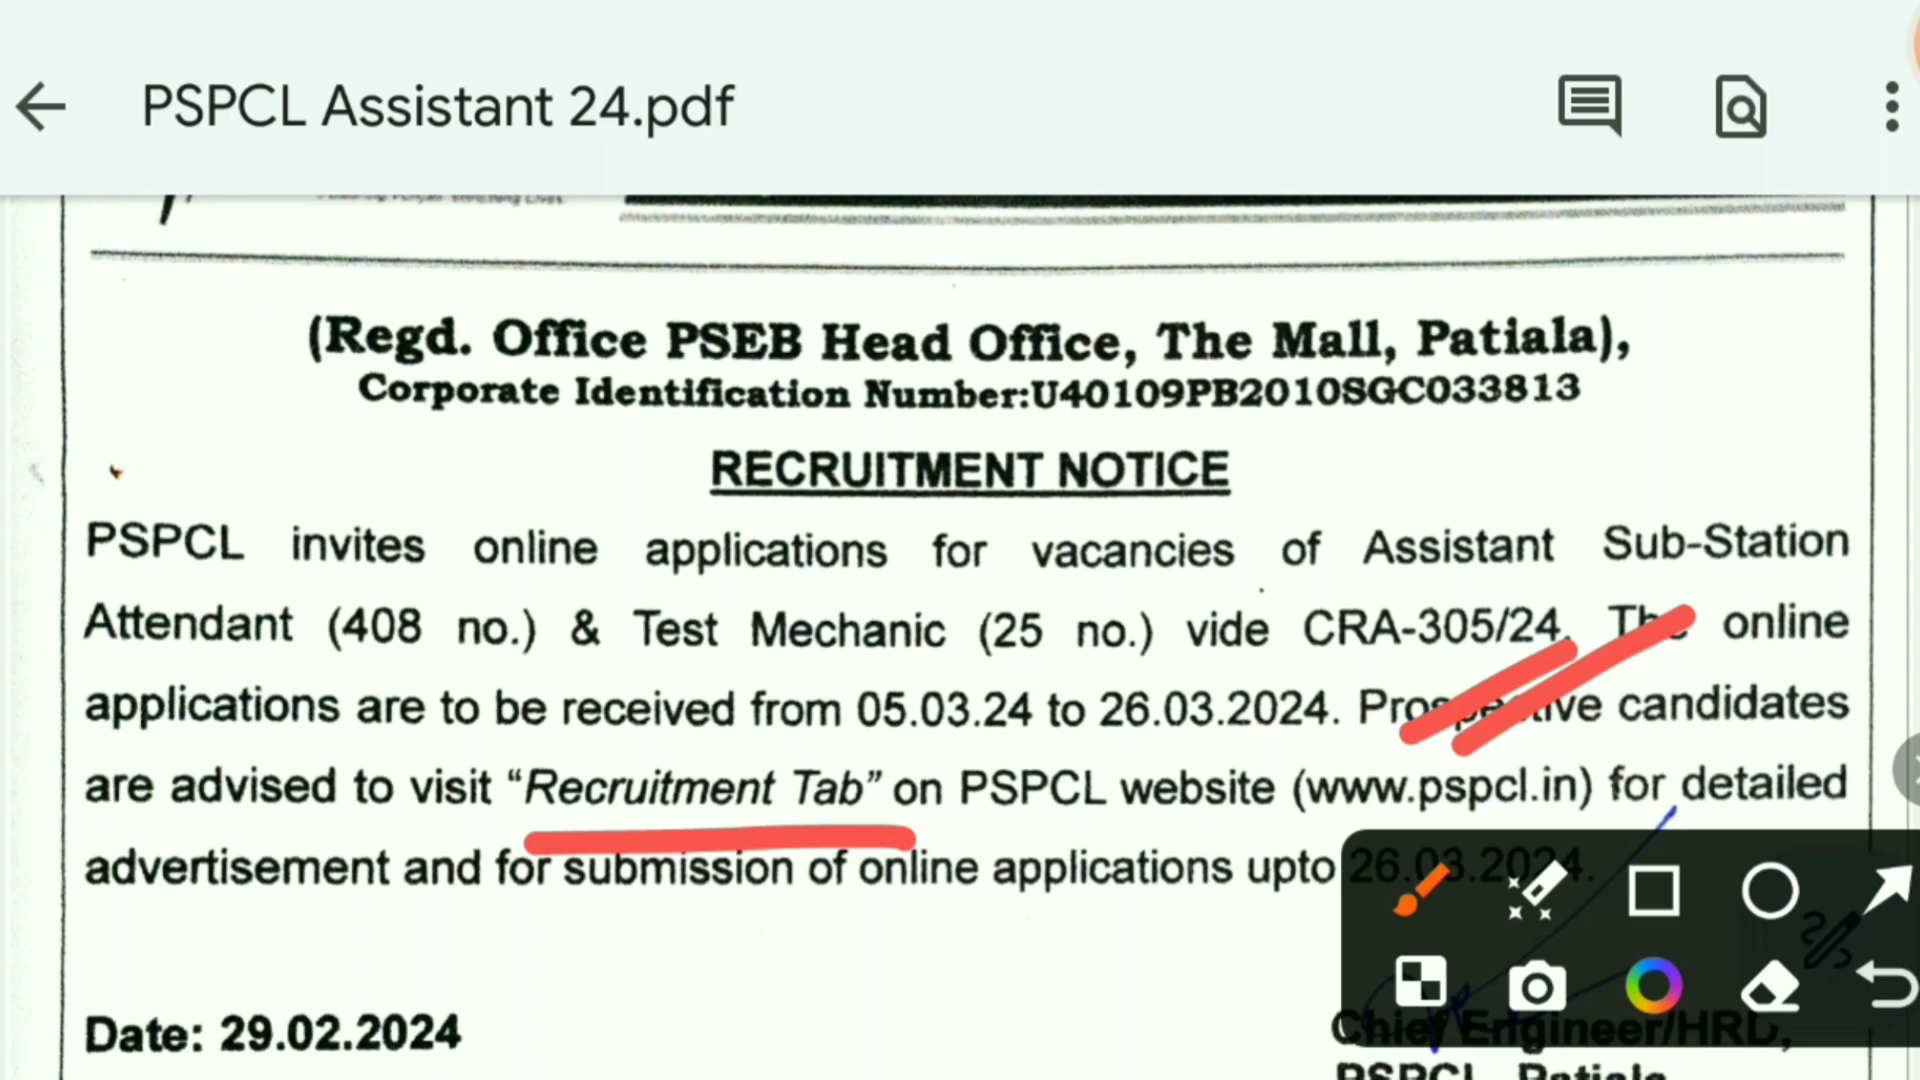 PSPCL Assistant 24.pdf
(Regd. Office PSEB Head Office, The Mall, Patiala),
Corporate Identification Number:U40109PB2010SGC033813
RECRUITMENT NOTICE
PSPCL invites online applications for vacancies of Assistant Sub-Station
Attendant (408 no.) & Test Mechanic (25 no.) vide CRA-305/24. The online
applications are to be received from 05.03.24 to 26.03.2024. Prospective candidates
are advised to visit “Recruitment Tab” on PSPCL website (www.pspcl.in) for detailed
advertisement and for submission of online applications upto 26.03.2024.
Date: 29.02.2024
Chief Engineer/HRD,
PSPCL, Patiala